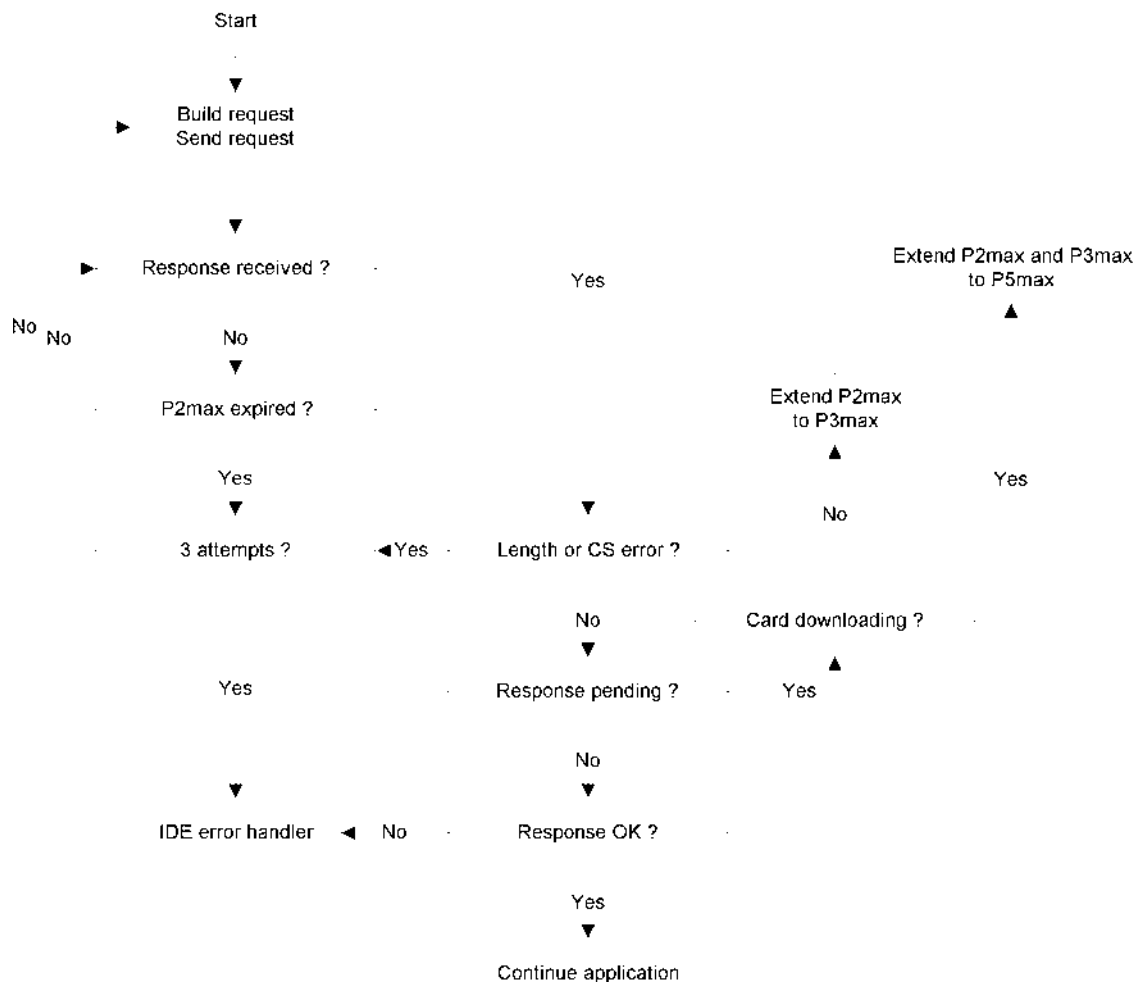 Start
Build request
Send request
Response received ?
Yes
Extend P2max and P3max
to P5max
No
No
No
P2max expired ?
Extend P2max
to P3max
Yes
Yes
No
3 attempts ?
Yes
Length or CS error ?
No
Card downloading ?
Yes
Response pending ?
Yes
No
IDE error handler
No
Response OK ?
Yes
Continue application